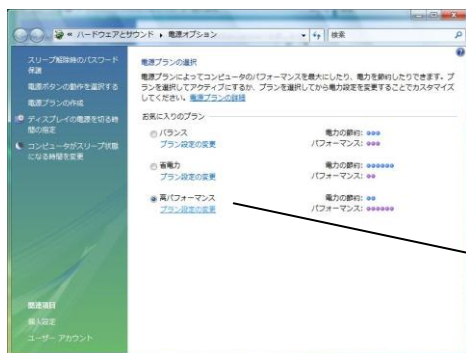 « ハードウェアとサウンド ▸ 電源オプション
検索
スリープ解除時のパスワード
保護
電源ボタンの動作を選択する
電源プランの作成
ディスプレイの電源を切る時
間の指定
コンピュータがスリープ状態
になる時間を変更
電源プランの選択
電源プランによってコンピュータのパフォーマンスを最大にしたり、電力を節約したりできます。プ
ランを選択してアクティブにするか、プランを選択してから電源設定を変更することでカスタマイズ
してください。電源プランの詳細
お気に入りのプラン
バランス 電力の節約:
プラン設定の変更 パフォーマンス:
省電力 電力の節約:
プラン設定の変更 パフォーマンス:
高パフォーマンス 電力の節約:
プラン設定の変更 パフォーマンス:
関連項目
個人設定
ユーザー アカウント